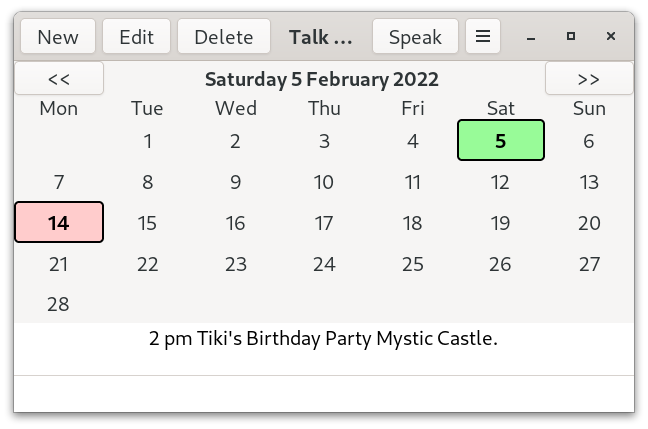 New Edit Delete Talk ... Speak
<< Saturday 5 February 2022 >>
Mon Tue Wed Thu Fri Sat Sun
1 2 3 4 5 6
7 8 9 10 11 12 13
14 15 16 17 18 19 20
21 22 23 24 25 26 27
28
2 pm Tiki's Birthday Party Mystic Castle.